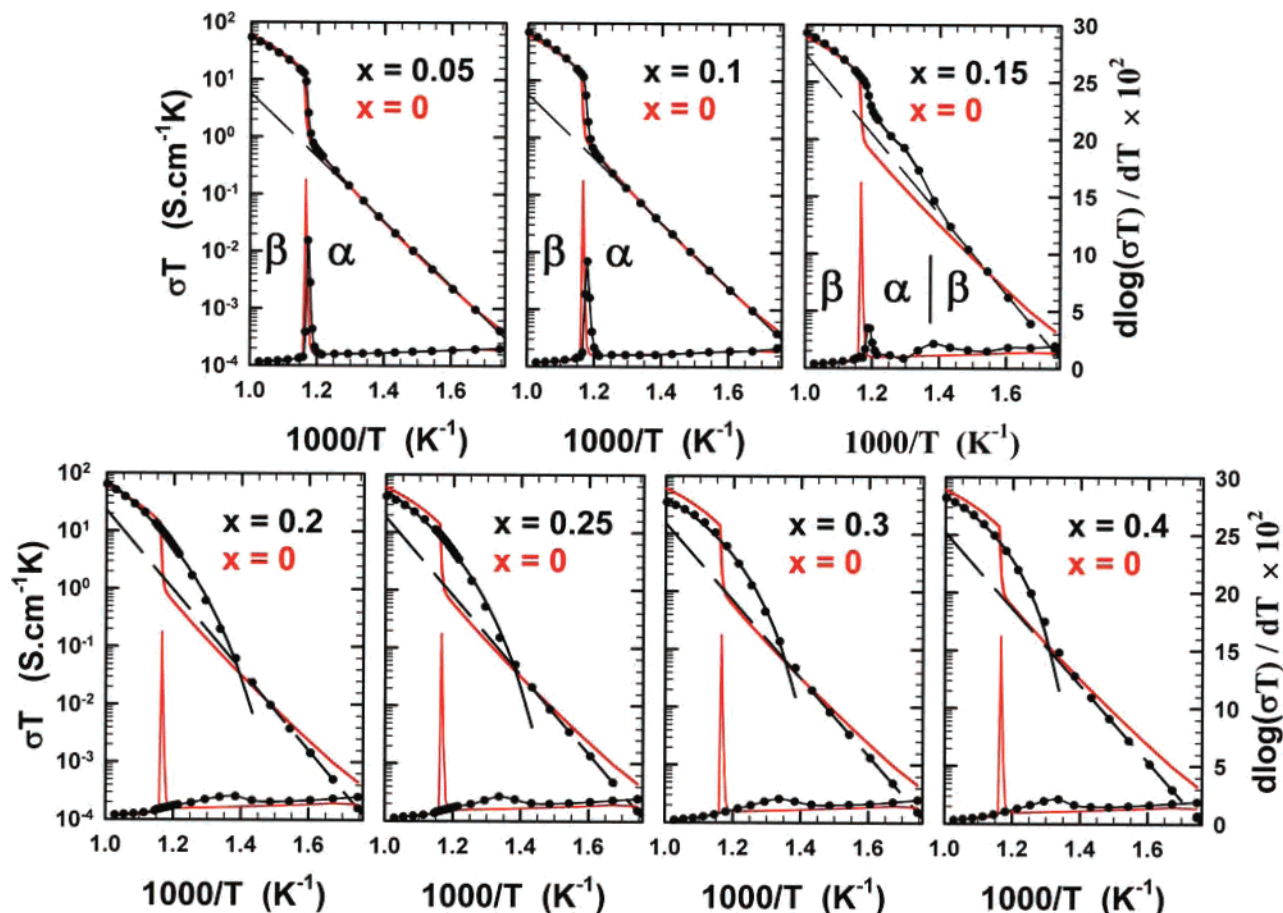 10²
10¹
10⁰
10⁻¹
10⁻²
10⁻³
10⁻⁴
σT (S.cm⁻¹K)
x = 0.05
x = 0
β α
1.0 1.2 1.4 1.6
1000/T (K⁻¹)
x = 0.1
x = 0
β α
1.0 1.2 1.4 1.6
1000/T (K⁻¹)
x = 0.15
x = 0
β α | β
1.0 1.2 1.4 1.6
1000/T (K⁻¹)
30
25
20
15
10
5
0
dlog(σT) / dT × 10²
10²
10¹
10⁰
10⁻¹
10⁻²
10⁻³
10⁻⁴
σT (S.cm⁻¹K)
x = 0.2
x = 0
1.0 1.2 1.4 1.6
1000/T (K⁻¹)
x = 0.25
x = 0
1.0 1.2 1.4 1.6
1000/T (K⁻¹)
x = 0.3
x = 0
1.0 1.2 1.4 1.6
1000/T (K⁻¹)
x = 0.4
x = 0
1.0 1.2 1.4 1.6
1000/T (K⁻¹)
30
25
20
15
10
5
0
dlog(σT) / dT × 10²